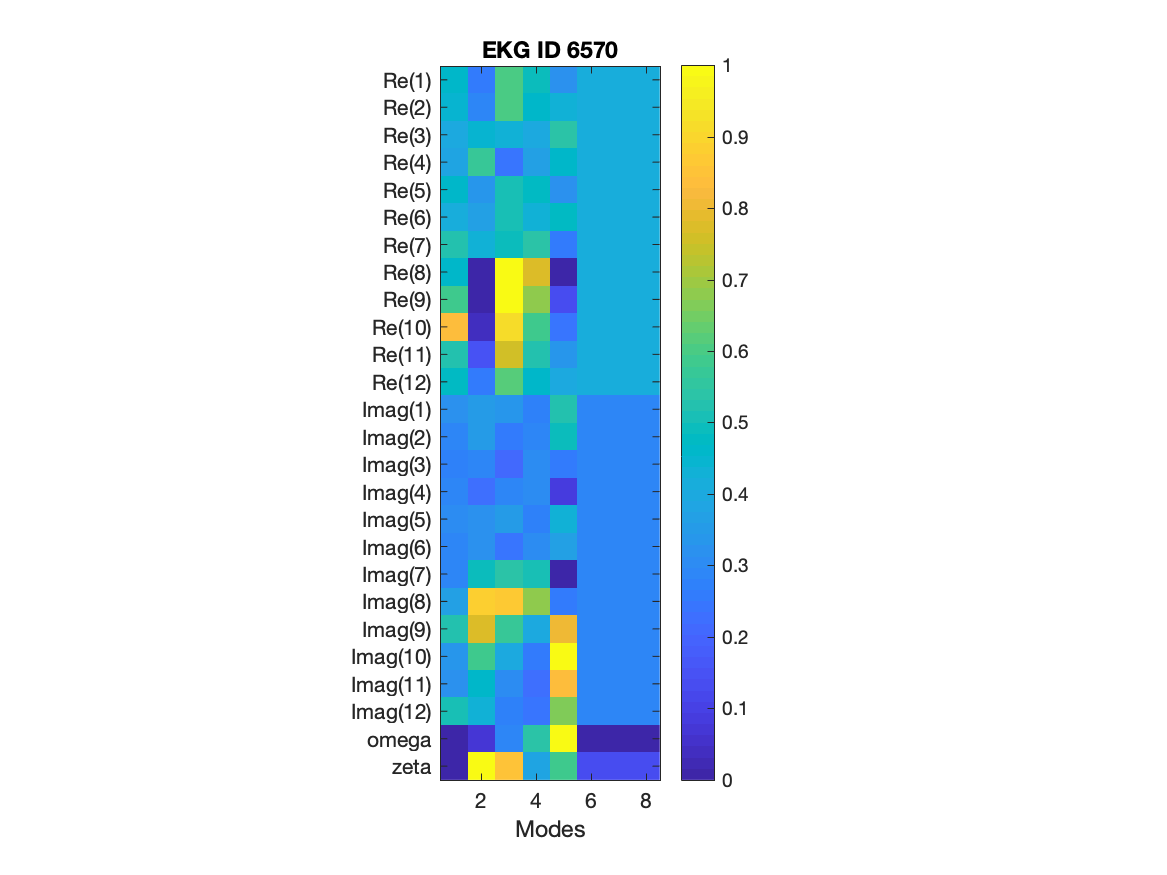 EKG ID 6570
Re(1)
Re(2)
Re(3)
Re(4)
Re(5)
Re(6)
Re(7)
Re(8)
Re(9)
Re(10)
Re(11)
Re(12)
Imag(1)
Imag(2)
Imag(3)
Imag(4)
Imag(5)
Imag(6)
Imag(7)
Imag(8)
Imag(9)
Imag(10)
Imag(11)
Imag(12)
omega
zeta
2 4 6 8
Modes
1
0.9
0.8
0.7
0.6
0.5
0.4
0.3
0.2
0.1
0